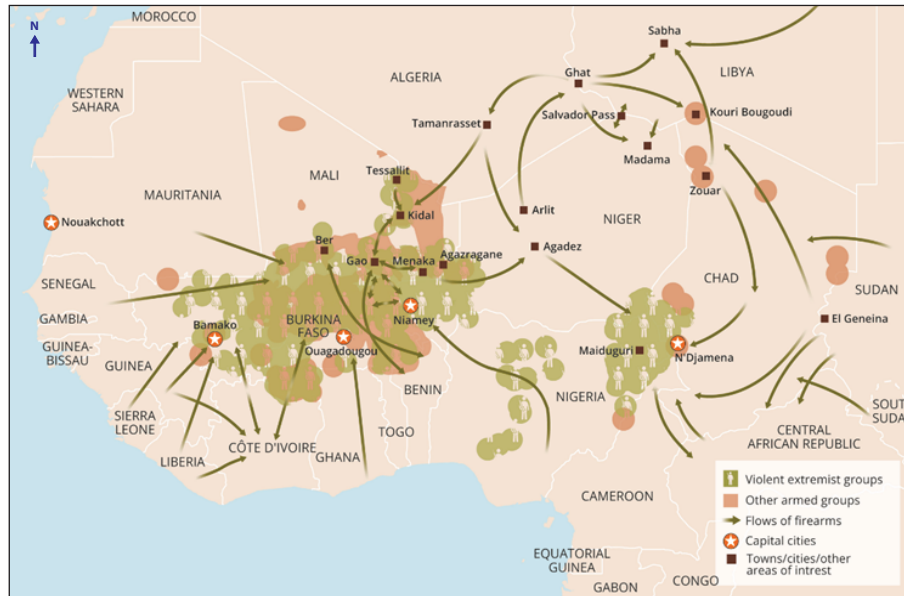 MOROCCO
N
Sabha
ALGERIA
Ghat
LIBYA
WESTERN
SAHARA
Salvador Pass
Kouri Bougoudi
Tamanrasset
Madama
Tessallit
MALI
Zouar
MAURITANIA
Kidal
Arlit
NIGER
Nouakchott
Ber
Gao
Menaka
Agazragane
Agadez
CHAD
SENEGAL
SUDAN
GAMBIA
Bamako
BURKINA
FASO
Niamey
El Geneina
GUINEA-
BISSAU
Ouagadougou
Maiduguri
N'Djamena
GUINEA
BENIN
NIGERIA
SIERRA
LEONE
TOGO
SOUT
SUDA
CENTRAL
AFRICAN REPUBLIC
CÔTE D'IVOIRE
GHANA
LIBERIA
CAMEROON
EQUATORIAL
GUINEA
GABON
CONGO
Violent extremist groups
Other armed groups
Flows of firearms
Capital cities
Towns/cities/other
areas of intrest